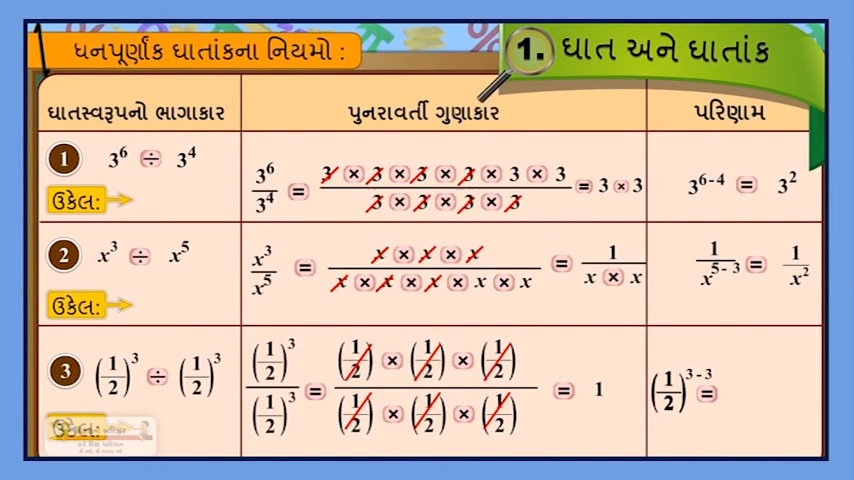 ધનપૂર્ણાંક ઘાતાંકના નિયમો :
1. ઘાત અને ઘાતાંક
ઘાતસ્વરૂપનો ભાગાકાર પુનરાવર્તી ગુણાકાર પરિણામ
1 3⁶ ÷ 3⁴
ઉકેલ:
3⁶/3⁴ = (3 × 3 × 3 × 3 × 3 × 3)/(3 × 3 × 3 × 3) = 3 × 3
3⁶⁻⁴ = 3²
2 x³ ÷ x⁵
ઉકેલ:
x³/x⁵ = (x × x × x)/(x × x × x × x × x) = 1/(x × x)
1/x⁵⁻³ = 1/x²
3 (1/2)³ ÷ (1/2)³
ઉકેલ:
(1/2)³/(1/2)³ = ((1/2) × (1/2) × (1/2))/((1/2) × (1/2) × (1/2)) = 1
(1/2)³⁻³ =